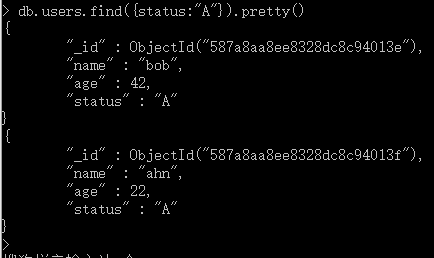 > db.users.find({status:"A"}).pretty()
{
        "_id" : ObjectId("587a8aa8ee8328dc8c94013e"),
        "name" : "bob",
        "age" : 42,
        "status" : "A"
}
{
        "_id" : ObjectId("587a8aa8ee8328dc8c94013f"),
        "name" : "ahn",
        "age" : 22,
        "status" : "A"
}
>